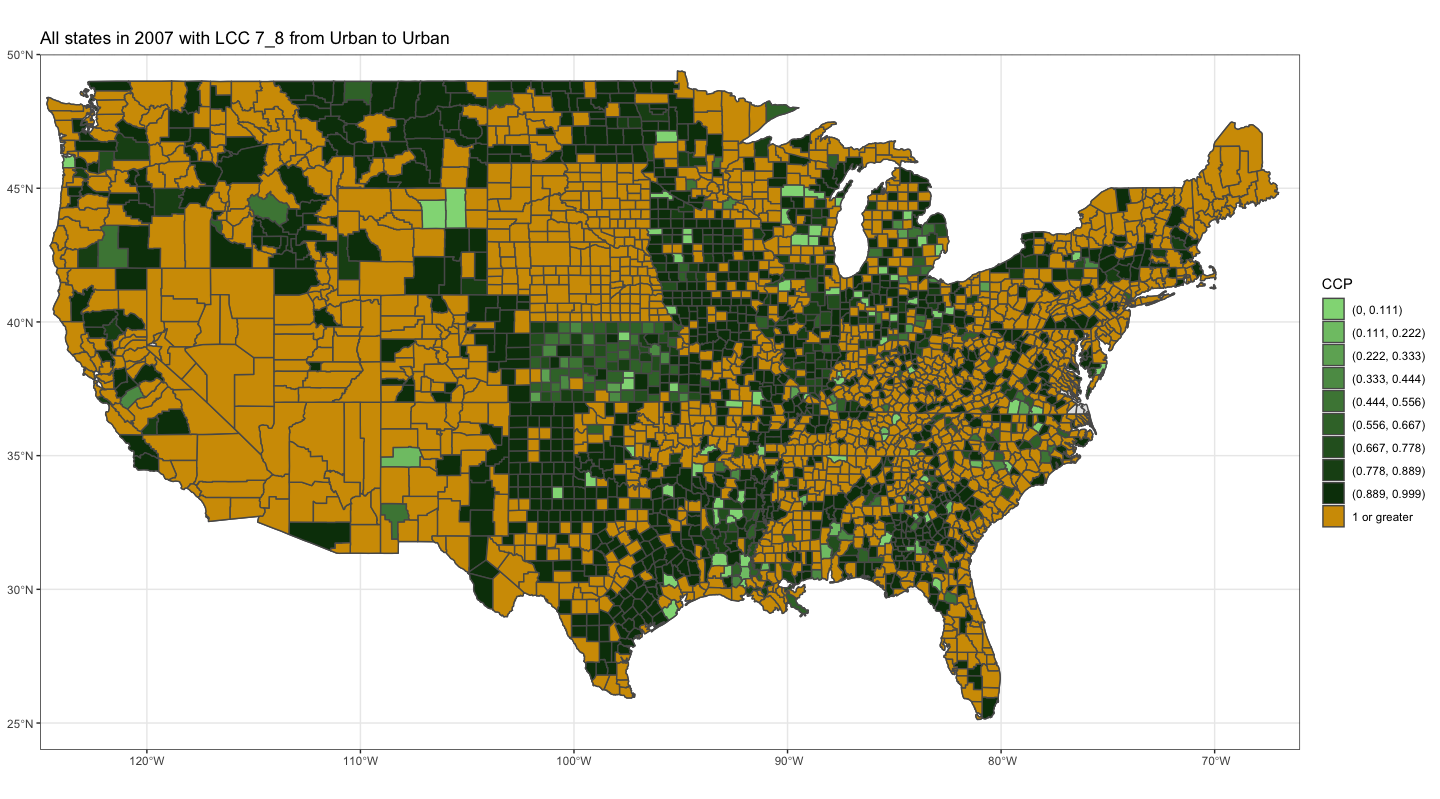 All states in 2007 with LCC 7_8 from Urban to Urban
50°N
45°N
40°N
35°N
30°N
25°N
120°W
110°W
100°W
90°W
80°W
70°W
CCP
(0, 0.111)
(0.111, 0.222)
(0.222, 0.333)
(0.333, 0.444)
(0.444, 0.556)
(0.556, 0.667)
(0.667, 0.778)
(0.778, 0.889)
(0.889, 0.999)
1 or greater